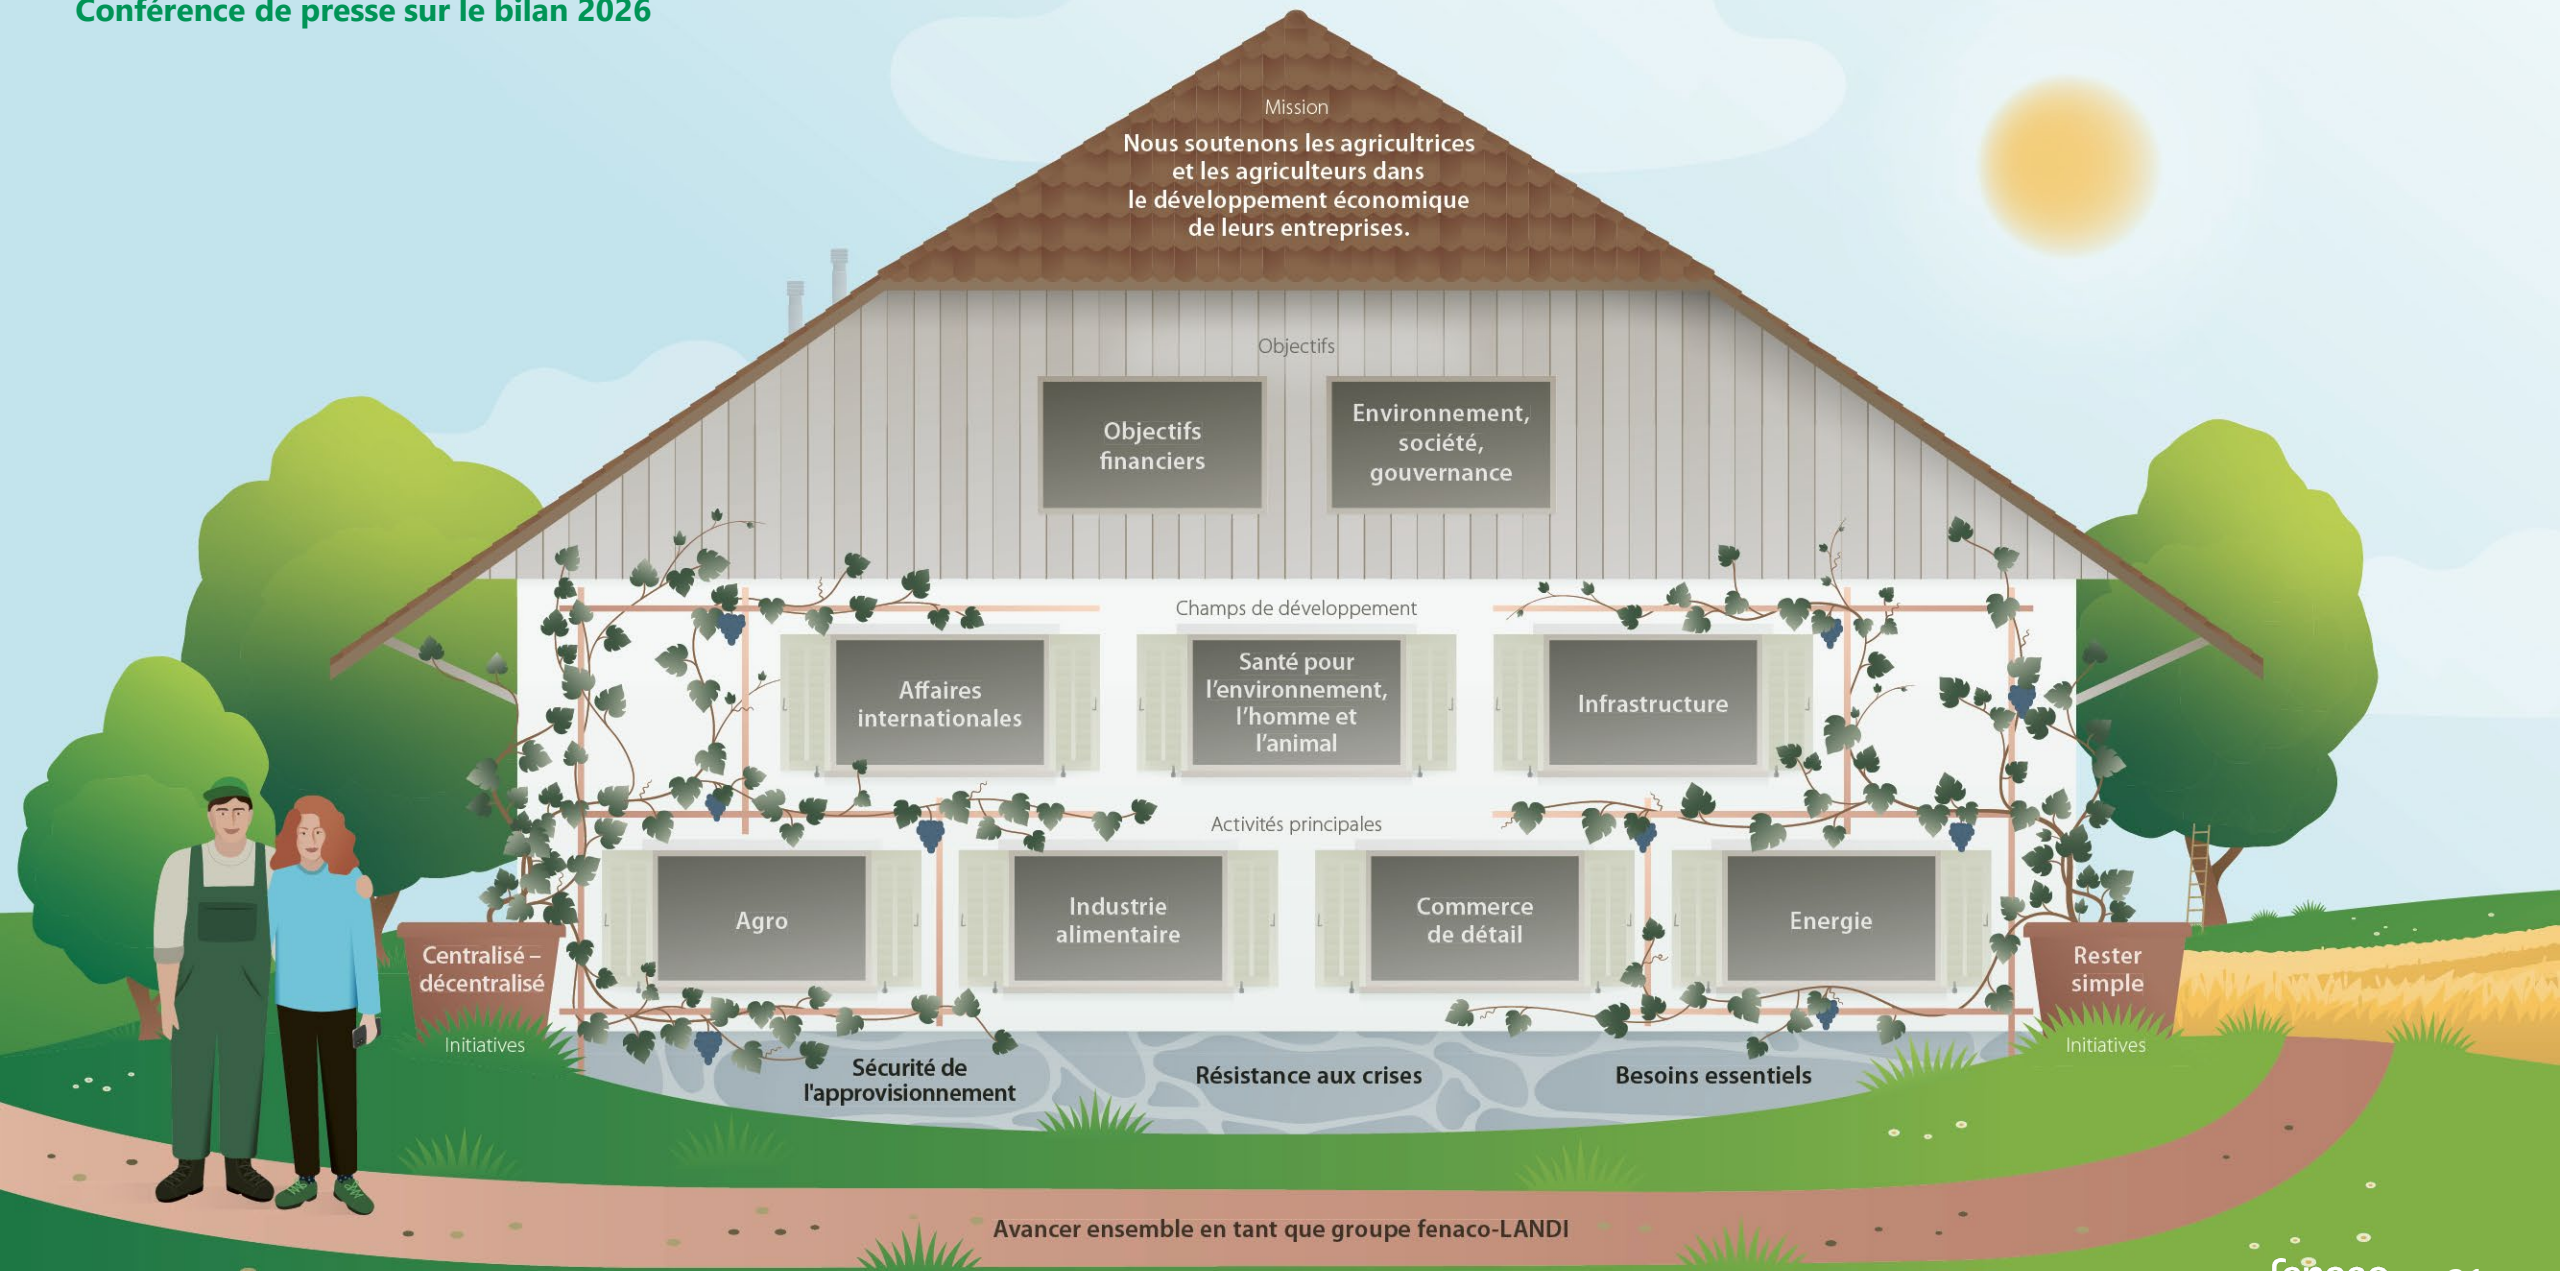 Conférence de presse sur le bilan 2026
Mission
Nous soutenons les agricultrices
et les agriculteurs dans
le développement économique
de leurs entreprises.
Objectifs
Objectifs
financiers
Environnement,
société,
gouvernance
Champs de développement
Affaires
internationales
Santé pour
l'environnement,
l'homme et
l'animal
Infrastructure
Activités principales
Agro
Industrie
alimentaire
Commerce
de détail
Energie
Centralisé –
décentralisé
Initiatives
Rester
simple
Initiatives
Sécurité de
l'approvisionnement
Résistance aux crises
Besoins essentiels
Avancer ensemble en tant que groupe fenaco-LANDI
fenaco